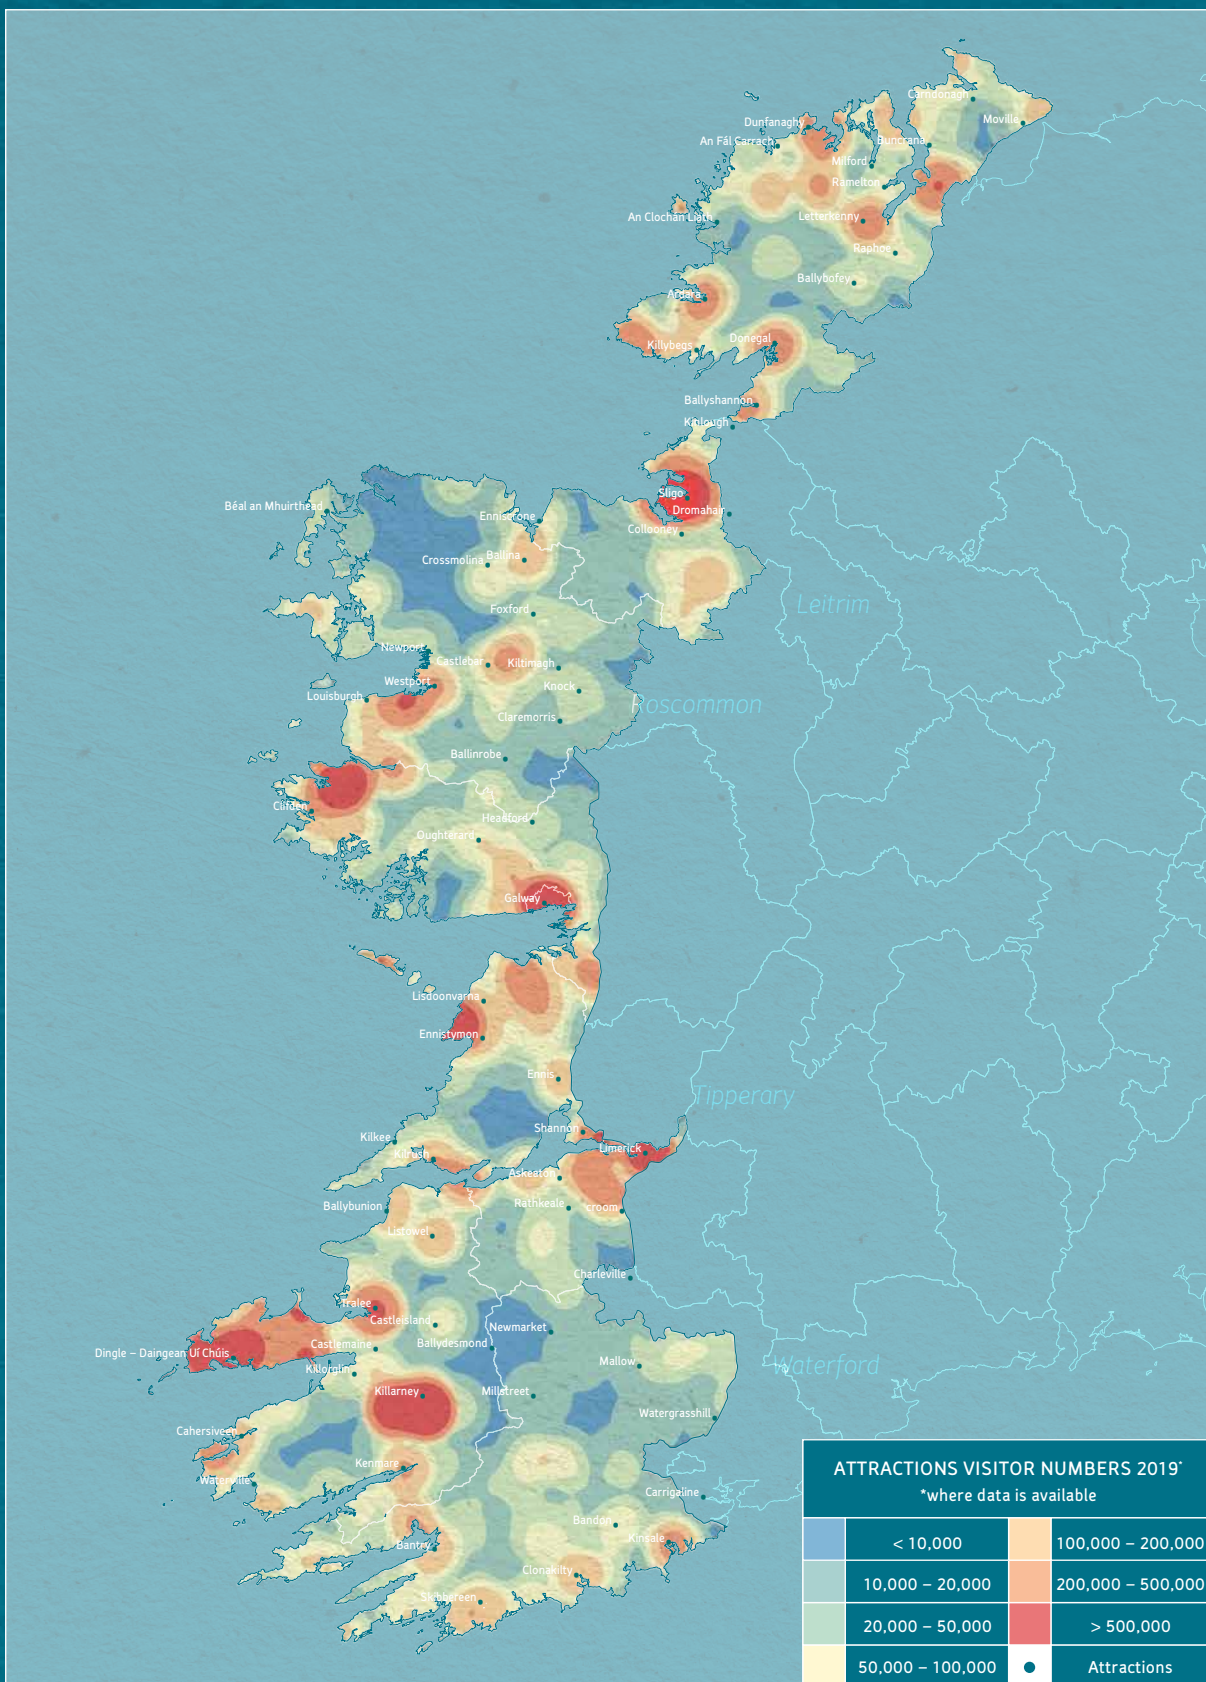 Carndonagh
Moville
Dunfanaghy
An Fál Carrach
Buncrana
Milford
Ramelton
An Clochán Liath
Letterkenny
Raphoe
Ballybofey
Ardara
Killybegs
Donegal
Ballyshannon
Kinlough
Sligo
Dromahair
Béal an Mhuirthead
Enniscrone
Collooney
Crossmolina
Ballina
Leitrim
Foxford
Newport
Castlebar
Kiltimagh
Westport
Knock
Louisburgh
Roscommon
Claremorris
Ballinrobe
Clifden
Headford
Oughterard
Galway
Lisdoonvarna
Ennistymon
Ennis
Tipperary
Shannon
Kilkee
Limerick
Kilrush
Askeaton
Ballybunion
Rathkeale
croom
Listowel
Charleville
Tralee
Castleisland
Newmarket
Castlemaine
Ballydesmond
Dingle – Daingean Uí Chúis
Mallow
Waterford
Killorglin
Killarney
Millstreet
Watergrasshill
Cahersiveen
Kenmare
Waterville
Carrigaline
Bandon
Kinsale
Bantry
Clonakilty
Skibbereen
ATTRACTIONS VISITOR NUMBERS 2019*
*where data is available
< 10,000
100,000 – 200,000
10,000 – 20,000
200,000 – 500,000
20,000 – 50,000
> 500,000
50,000 – 100,000
Attractions